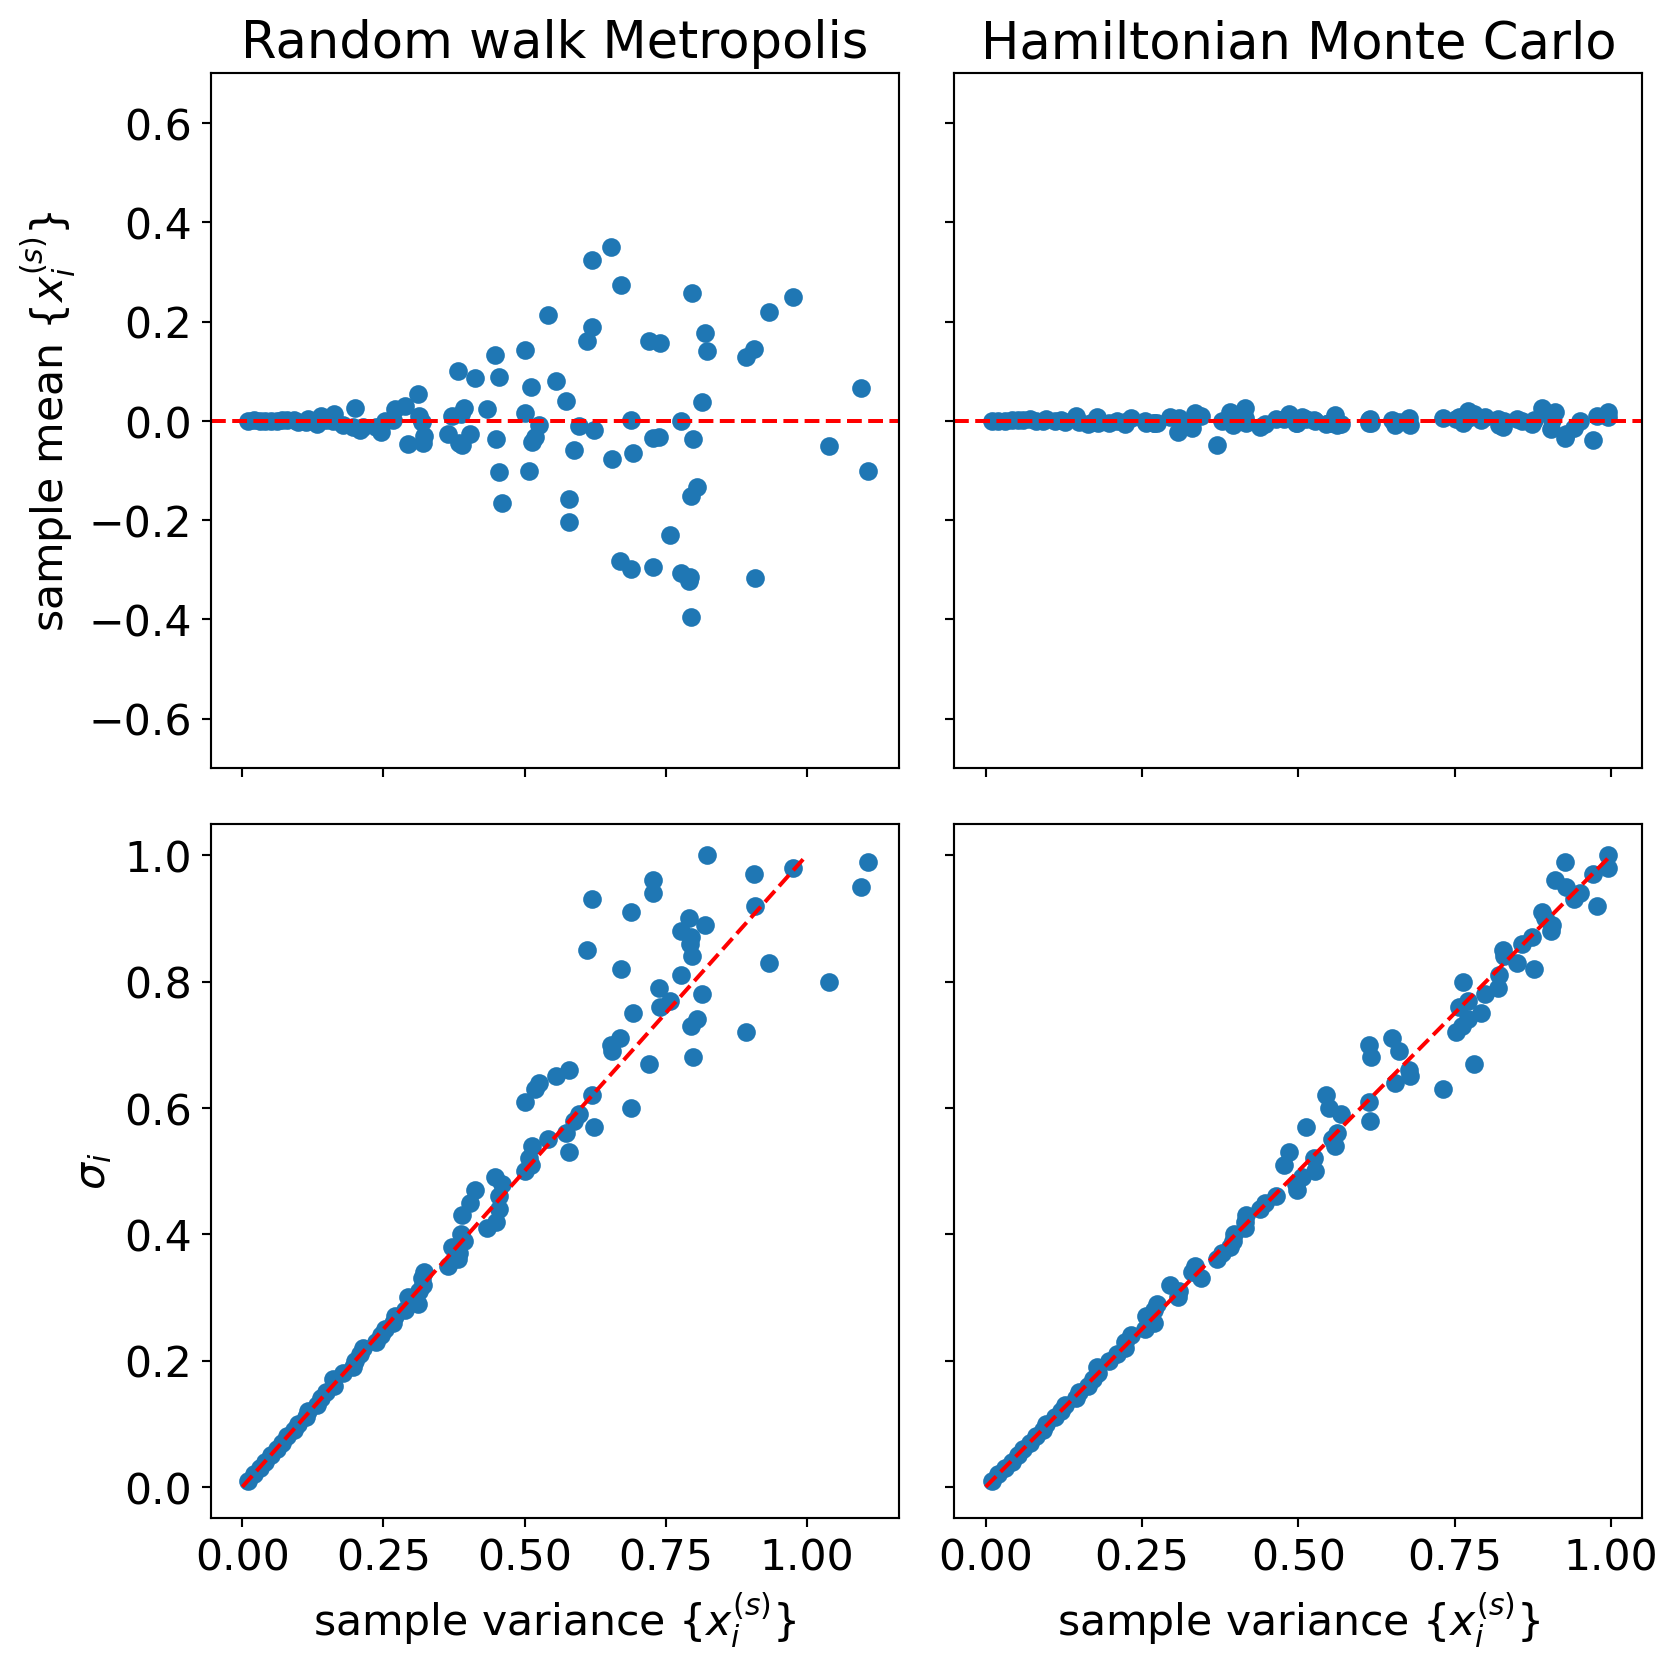 Random walk Metropolis
Hamiltonian Monte Carlo
0.6
0.4
0.2
0.0
−0.2
−0.4
−0.6
sample mean {x_i^{(s)}}
1.0
0.8
0.6
0.4
0.2
0.0
σ_i
0.00 0.25 0.50 0.75 1.00
0.00 0.25 0.50 0.75 1.00
sample variance {x_i^{(s)}}
sample variance {x_i^{(s)}}